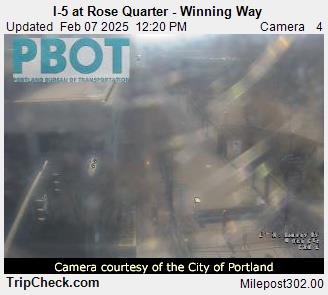 I-5 at Rose Quarter - Winning Way
Updated Feb 07 2025 12:20 PM Camera 4
PBOT
PORTLAND BUREAU OF TRANSPORTATION
Camera courtesy of the City of Portland
TripCheck.com Milepost302.00